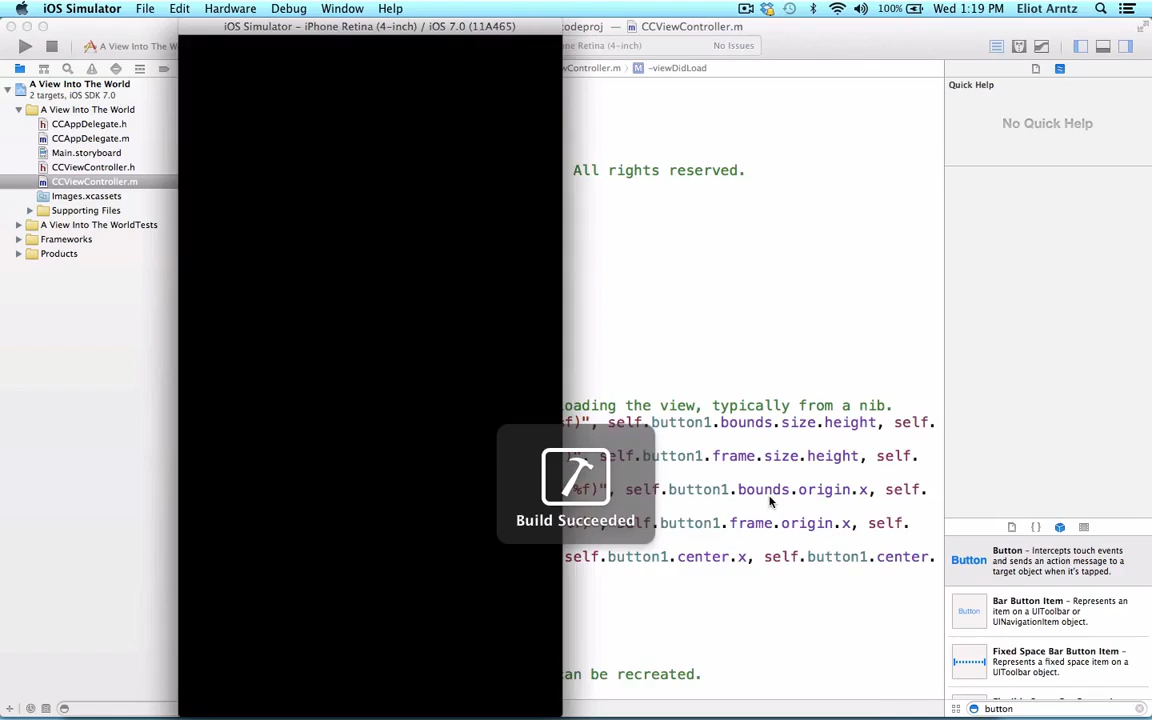 iOS Simulator File Edit Hardware Debug Window Help 100% Wed 1:19 PM Eliot Arntz
iOS Simulator – iPhone Retina (4-inch) / iOS 7.0 (11A465)
codeproj — CCViewController.m
A View Into The W
Retina (4-inch) No Issues
wController.m M -viewDidLoad
A View Into The World
2 targets, iOS SDK 7.0
A View Into The World
h CCAppDelegate.h
m CCAppDelegate.m
Main.storyboard
h CCViewController.h
m CCViewController.m
Images.xcassets
Supporting Files
A View Into The WorldTests
Frameworks
Products
All rights reserved.
loading the view, typically from a nib.
f)", self.button1.bounds.size.height, self.
)", self.button1.frame.size.height, self.
%f)", self.button1.bounds.origin.x, self.
self.button1.frame.origin.x, self.
self.button1.center.x, self.button1.center.
can be recreated.
Build Succeeded
Quick Help
No Quick Help
{ }
Button
Button – Intercepts touch events
and sends an action message to a
target object when it's tapped.
Button
Bar Button Item – Represents an
item on a UIToolbar or
UINavigationItem object.
Fixed Space Bar Button Item –
Represents a fixed space item on a
UIToolbar object.
button